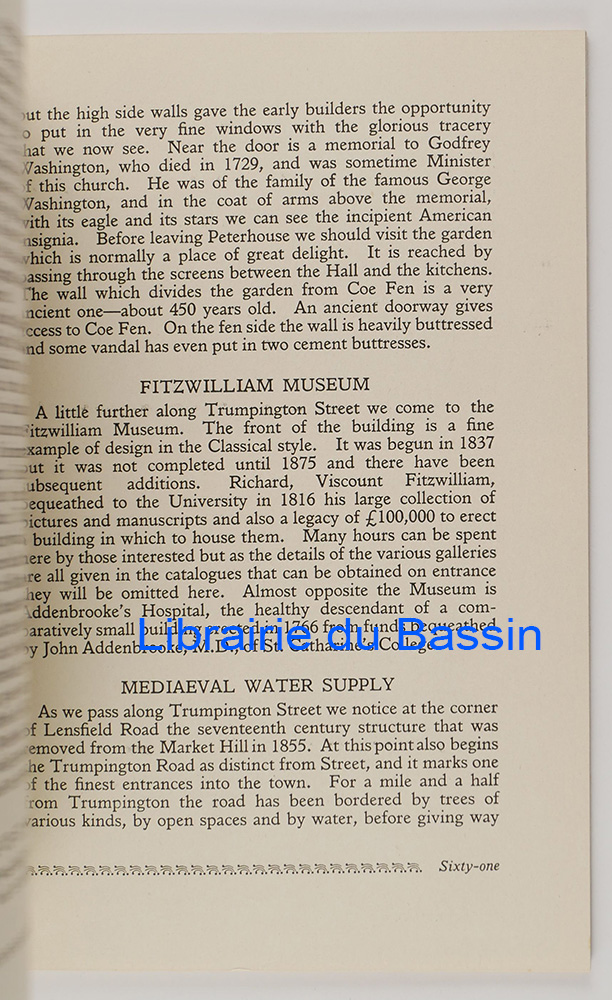 ut the high side walls gave the early builders the opportunity
o put in the very fine windows with the glorious tracery
hat we now see. Near the door is a memorial to Godfrey
Washington, who died in 1729, and was sometime Minister
f this church. He was of the family of the famous George
Washington, and in the coat of arms above the memorial,
with its eagle and its stars we can see the incipient American
nsignia. Before leaving Peterhouse we should visit the garden
which is normally a place of great delight. It is reached by
assing through the screens between the Hall and the kitchens.
The wall which divides the garden from Coe Fen is a very
ncient one—about 450 years old. An ancient doorway gives
ccess to Coe Fen. On the fen side the wall is heavily buttressed
nd some vandal has even put in two cement buttresses.
FITZWILLIAM MUSEUM
A little further along Trumpington Street we come to the
itzwilliam Museum. The front of the building is a fine
xample of design in the Classical style. It was begun in 1837
ut it was not completed until 1875 and there have been
ubsequent additions. Richard, Viscount Fitzwilliam,
equeathed to the University in 1816 his large collection of
ictures and manuscripts and also a legacy of £100,000 to erect
building in which to house them. Many hours can be spent
ere by those interested but as the details of the various galleries
re all given in the catalogues that can be obtained on entrance
hey will be omitted here. Almost opposite the Museum is
ddenbrooke's Hospital, the healthy descendant of a com-
aratively small building erected in 1766 from funds bequeathed
y John Addenbrooke, M.D., of St. Catharine's College.
Librairie du Bassin
MEDIAEVAL WATER SUPPLY
As we pass along Trumpington Street we notice at the corner
of Lensfield Road the seventeenth century structure that was
emoved from the Market Hill in 1855. At this point also begins
he Trumpington Road as distinct from Street, and it marks one
of the finest entrances into the town. For a mile and a half
rom Trumpington the road has been bordered by trees of
various kinds, by open spaces and by water, before giving way
Sixty-one